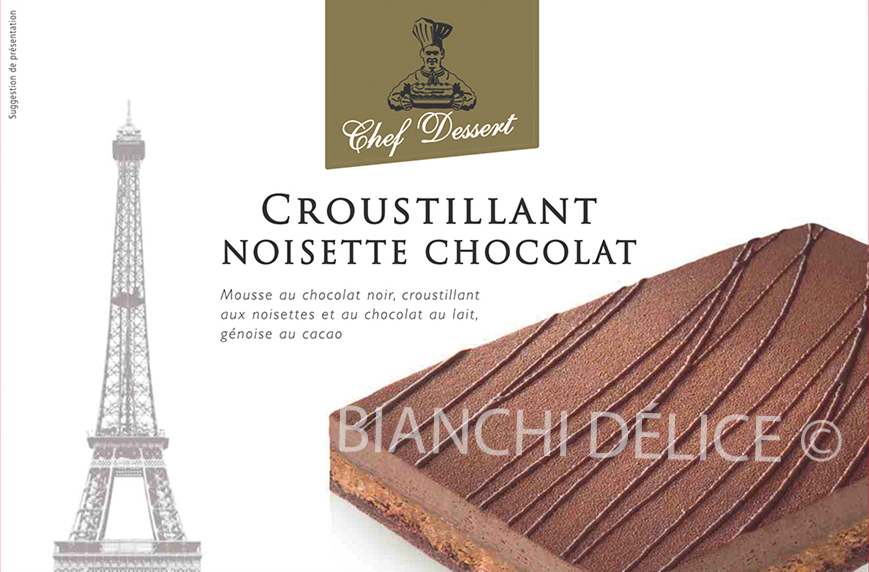 Suggestion de présentation
Chef Dessert
CROUSTILLANT
NOISETTE CHOCOLAT
Mousse au chocolat noir, croustillant
aux noisettes et au chocolat au lait,
génoise au cacao
BIANCHI DÉLICE ©